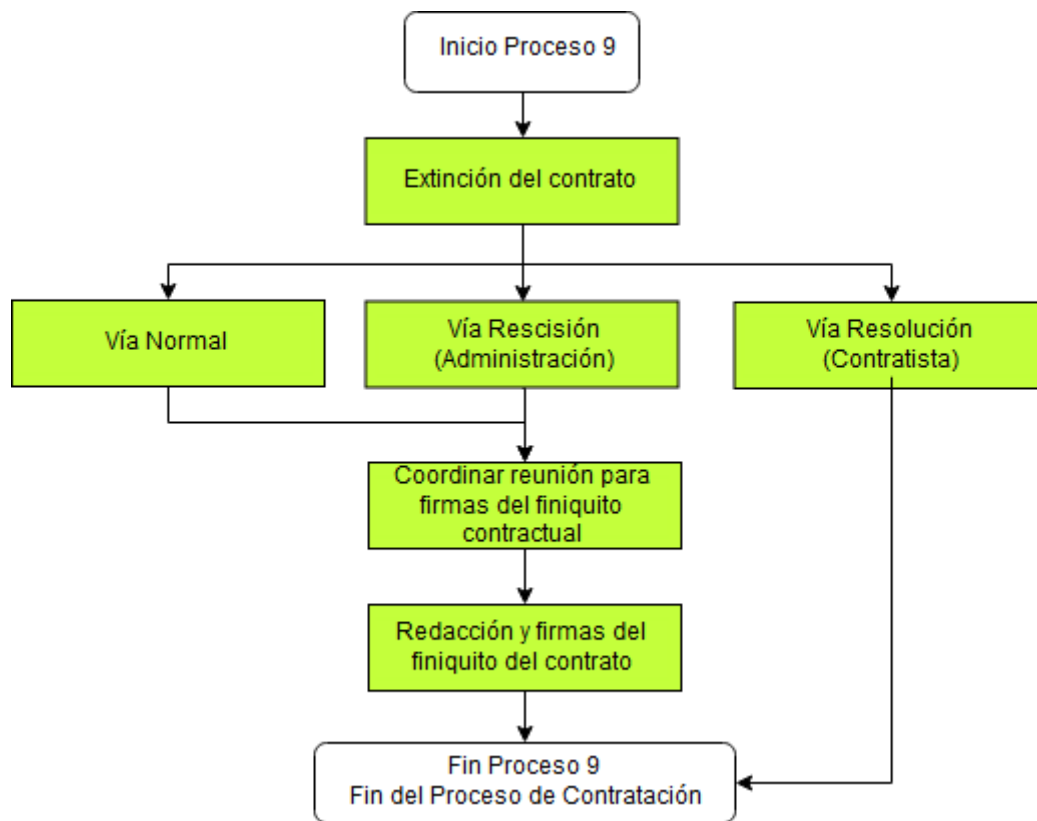 Inicio Proceso 9
Extinción del contrato
Vía Normal
Vía Rescisión
(Administración)
Vía Resolución
(Contratista)
Coordinar reunión para
firmas del finiquito
contractual
Redacción y firmas del
finiquito del contrato
Fin Proceso 9
Fin del Proceso de Contratación